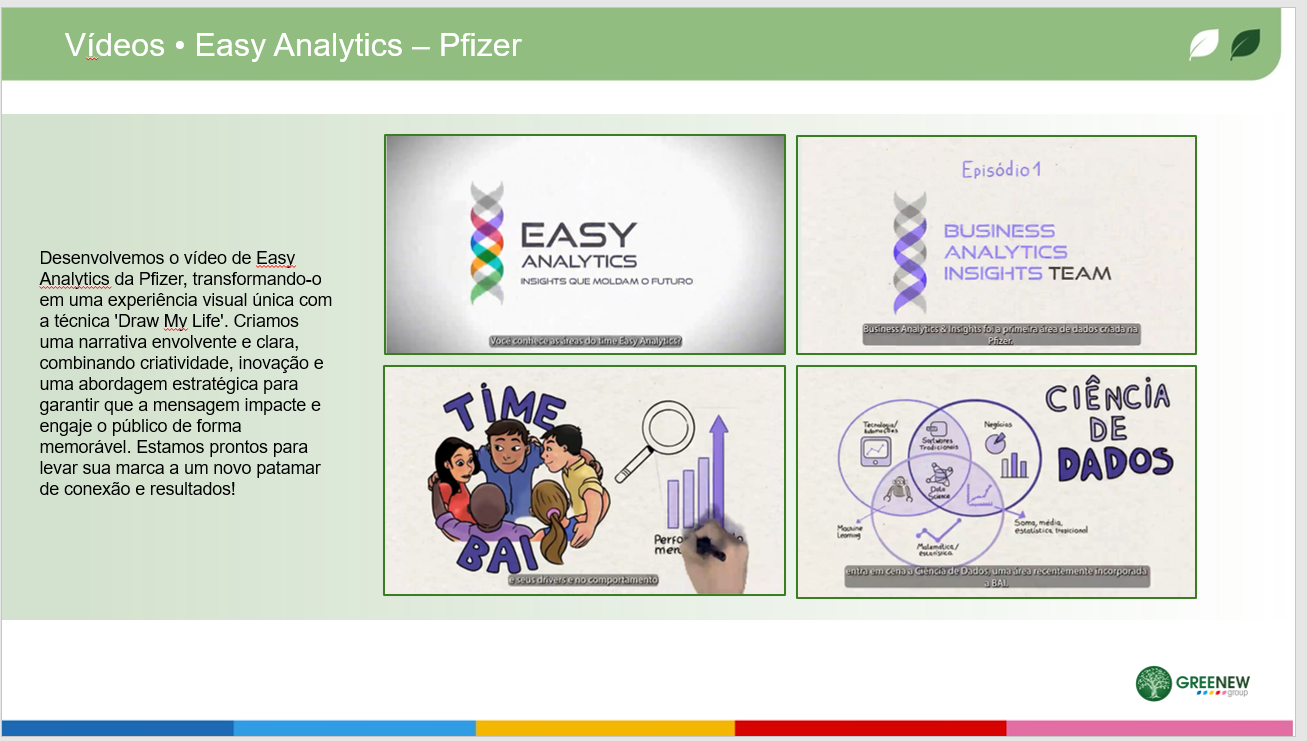 Vídeos • Easy Analytics – Pfizer
Desenvolvemos o vídeo de Easy
Analytics da Pfizer, transformando-o
em uma experiência visual única com
a técnica 'Draw My Life'. Criamos
uma narrativa envolvente e clara,
combinando criatividade, inovação e
uma abordagem estratégica para
garantir que a mensagem impacte e
engaje o público de forma
memorável. Estamos prontos para
levar sua marca a um novo patamar
de conexão e resultados!
EASY
ANALYTICS
INSIGHTS QUE MOLDAM O FUTURO
Você conhece as áreas do time Easy Analytics?
Episódio 1
BUSINESS
ANALYTICS
INSIGHTS TEAM
Business Analytics & Insights foi a primeira área de dados criada na
Pfizer.
TIME
BAI
e seus drivers e no comportamento
CIÊNCIA
DE
DADOS
Tecnologia/
Negócios
Softwares
Tradicionais
Data
Science
Machine
Learning
Matemática/
estatística
Soma, média,
estatística tradicional
entra em cena a Ciência de Dados, uma área recentemente incorporada
a BAI.
GREENEW
group